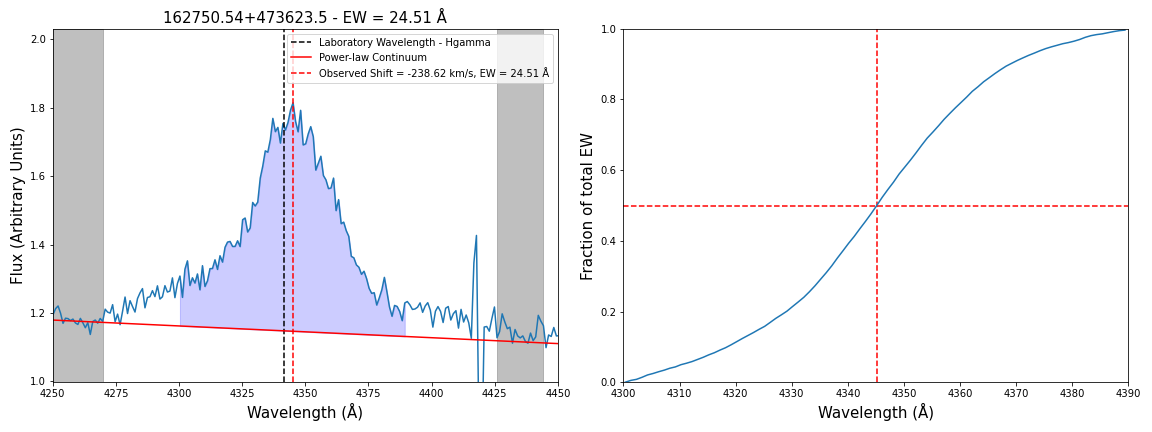 162750.54+473623.5 - EW = 24.51 Å
Laboratory Wavelength - Hgamma
Power-law Continuum
Observed Shift = -238.62 km/s, EW = 24.51 Å
Flux (Arbitrary Units)
2.0
1.8
1.6
1.4
1.2
1.0
4250 4275 4300 4325 4350 4375 4400 4425 4450
Wavelength (Å)
Fraction of total EW
1.0
0.8
0.6
0.4
0.2
0.0
4300 4310 4320 4330 4340 4350 4360 4370 4380 4390
Wavelength (Å)